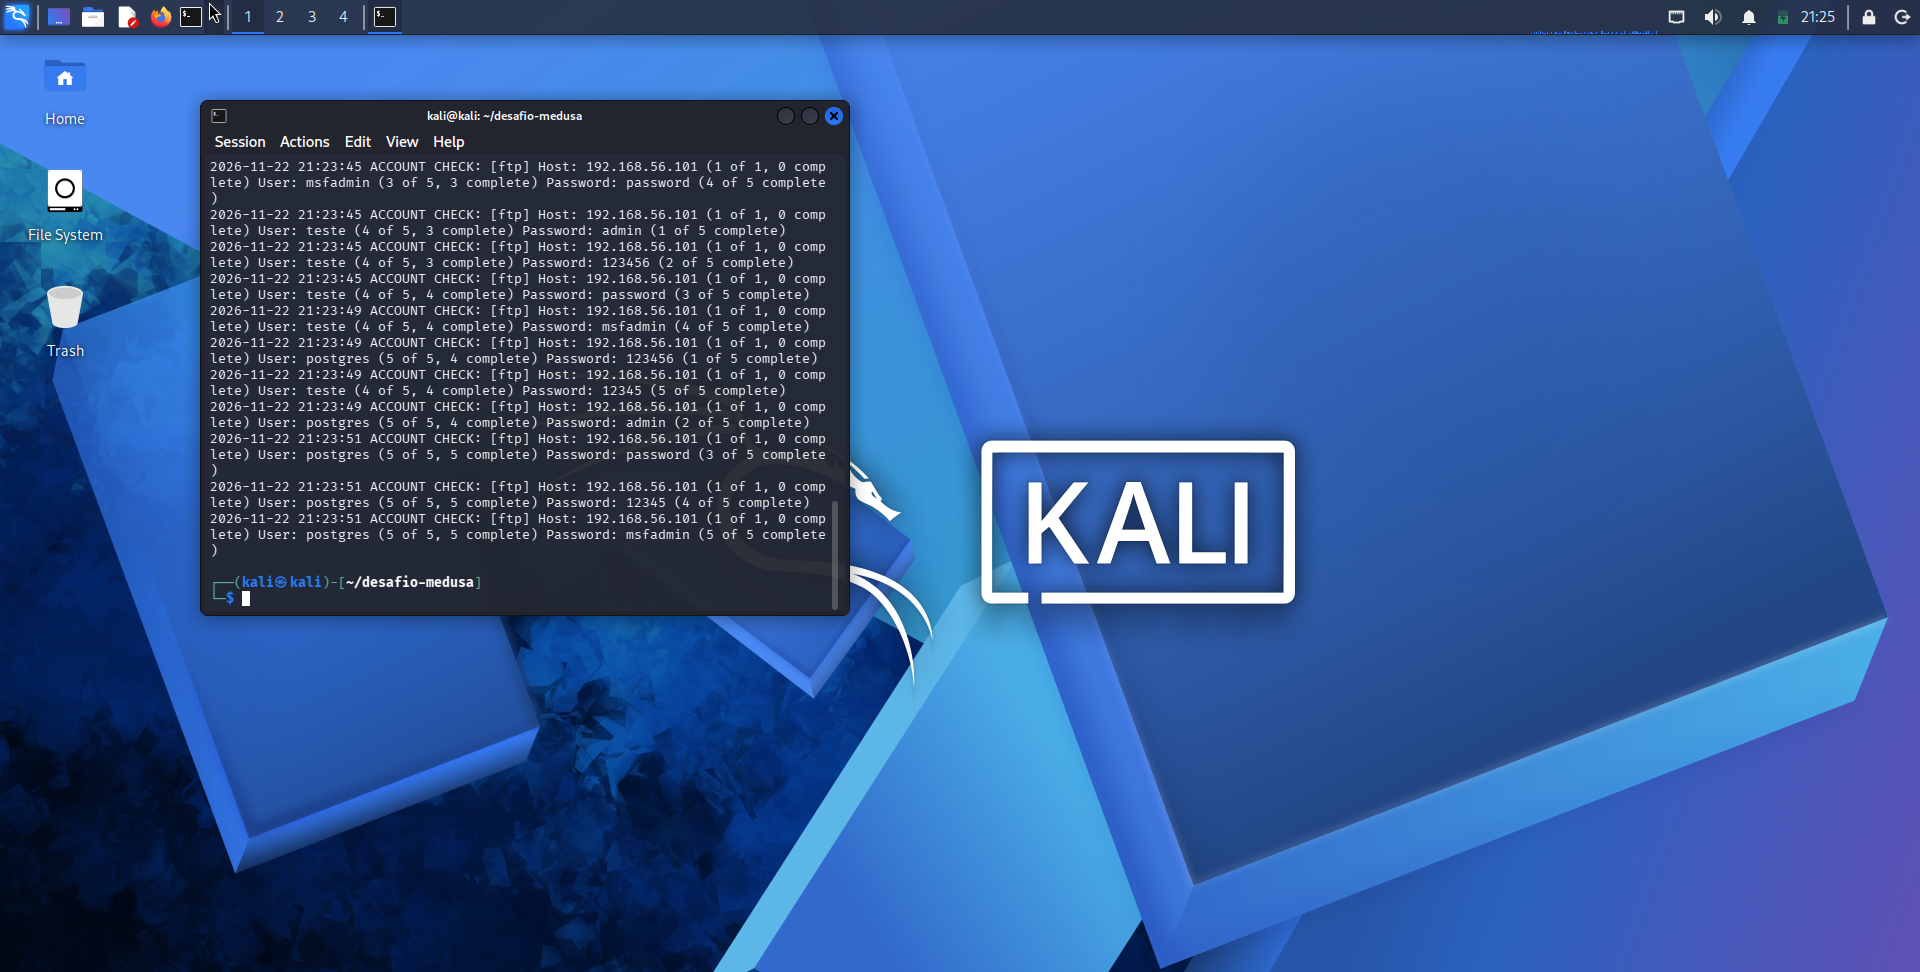 1 2 3 4
21:25
Home
File System
Trash
kali@kali: ~/desafio-medusa
Session Actions Edit View Help
2026-11-22 21:23:45 ACCOUNT CHECK: [ftp] Host: 192.168.56.101 (1 of 1, 0 comp
lete) User: msfadmin (3 of 5, 3 complete) Password: password (4 of 5 complete
)
2026-11-22 21:23:45 ACCOUNT CHECK: [ftp] Host: 192.168.56.101 (1 of 1, 0 comp
lete) User: teste (4 of 5, 3 complete) Password: admin (1 of 5 complete)
2026-11-22 21:23:45 ACCOUNT CHECK: [ftp] Host: 192.168.56.101 (1 of 1, 0 comp
lete) User: teste (4 of 5, 3 complete) Password: 123456 (2 of 5 complete)
2026-11-22 21:23:45 ACCOUNT CHECK: [ftp] Host: 192.168.56.101 (1 of 1, 0 comp
lete) User: teste (4 of 5, 4 complete) Password: password (3 of 5 complete)
2026-11-22 21:23:49 ACCOUNT CHECK: [ftp] Host: 192.168.56.101 (1 of 1, 0 comp
lete) User: teste (4 of 5, 4 complete) Password: msfadmin (4 of 5 complete)
2026-11-22 21:23:49 ACCOUNT CHECK: [ftp] Host: 192.168.56.101 (1 of 1, 0 comp
lete) User: postgres (5 of 5, 4 complete) Password: 123456 (1 of 5 complete)
2026-11-22 21:23:49 ACCOUNT CHECK: [ftp] Host: 192.168.56.101 (1 of 1, 0 comp
lete) User: teste (4 of 5, 4 complete) Password: 12345 (5 of 5 complete)
2026-11-22 21:23:49 ACCOUNT CHECK: [ftp] Host: 192.168.56.101 (1 of 1, 0 comp
lete) User: postgres (5 of 5, 4 complete) Password: admin (2 of 5 complete)
2026-11-22 21:23:51 ACCOUNT CHECK: [ftp] Host: 192.168.56.101 (1 of 1, 0 comp
lete) User: postgres (5 of 5, 5 complete) Password: password (3 of 5 complete
)
2026-11-22 21:23:51 ACCOUNT CHECK: [ftp] Host: 192.168.56.101 (1 of 1, 0 comp
lete) User: postgres (5 of 5, 5 complete) Password: 12345 (4 of 5 complete)
2026-11-22 21:23:51 ACCOUNT CHECK: [ftp] Host: 192.168.56.101 (1 of 1, 0 comp
lete) User: postgres (5 of 5, 5 complete) Password: msfadmin (5 of 5 complete
)
┌──(kali㉿kali)-[~/desafio-medusa]
└─$
KALI